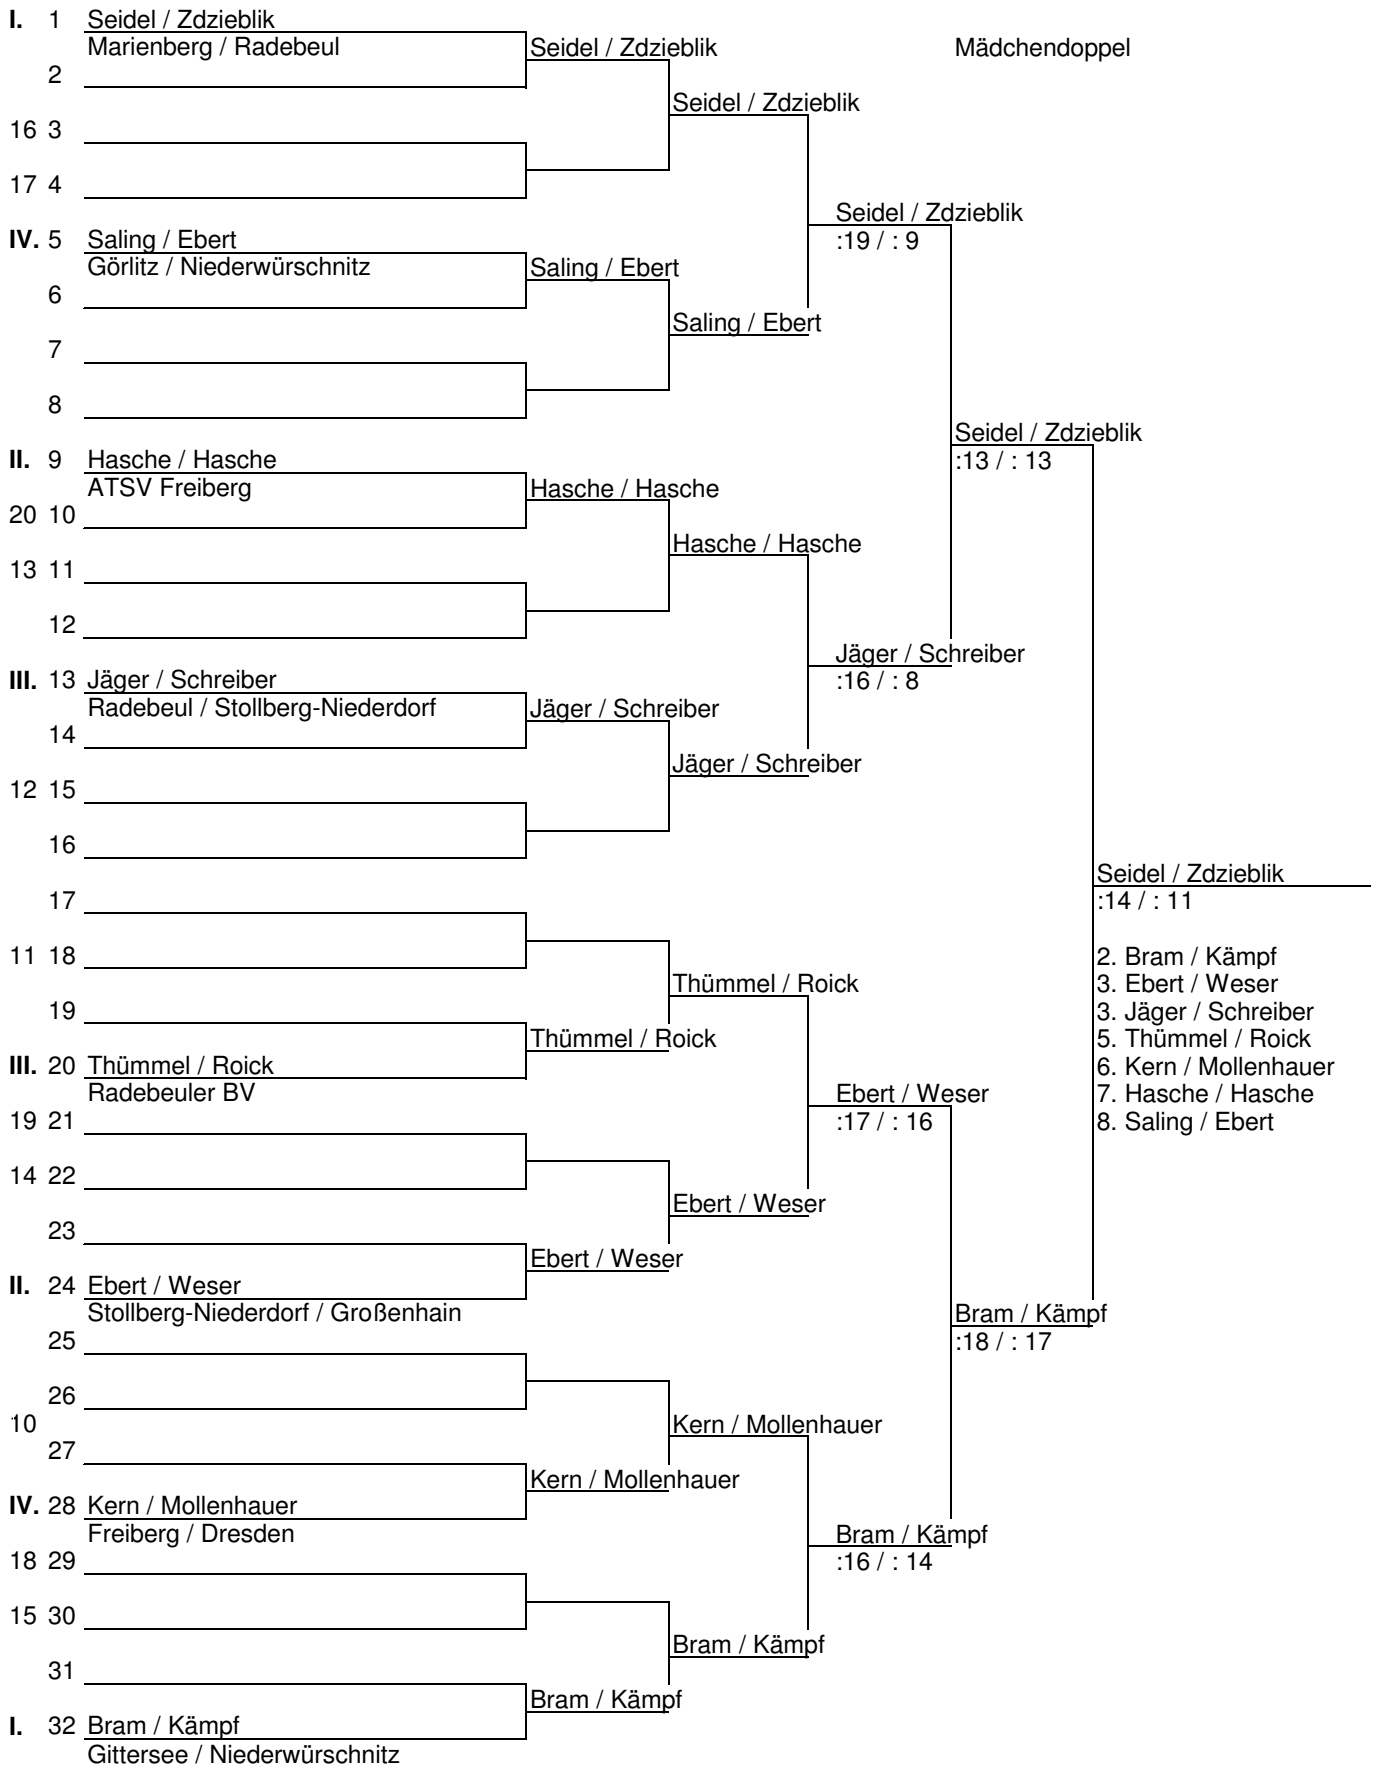 I. 1 Seidel / Zdzieblik
Marienberg / Radebeul Seidel / Zdzieblik Mädchendoppel
2
Seidel / Zdzieblik
16 3
17 4
Seidel / Zdzieblik
IV. 5 Saling / Ebert :19 / : 9
Görlitz / Niederwürschnitz Saling / Ebert
6
Saling / Ebert
7
8
Seidel / Zdzieblik
II. 9 Hasche / Hasche :13 / : 13
ATSV Freiberg Hasche / Hasche
20 10
Hasche / Hasche
13 11
12
Jäger / Schreiber
III. 13 Jäger / Schreiber :16 / : 8
Radebeul / Stollberg-Niederdorf Jäger / Schreiber
14
Jäger / Schreiber
12 15
16
Seidel / Zdzieblik
17 :14 / : 11
11 18 2. Bram / Kämpf
Thümmel / Roick 3. Ebert / Weser
19 3. Jäger / Schreiber
Thümmel / Roick 5. Thümmel / Roick
III. 20 Thümmel / Roick 6. Kern / Mollenhauer
Radebeuler BV Ebert / Weser 7. Hasche / Hasche
19 21 :17 / : 16 8. Saling / Ebert
14 22
Ebert / Weser
23
Ebert / Weser
II. 24 Ebert / Weser
Stollberg-Niederdorf / Großenhain Bram / Kämpf
25 :18 / : 17
26
10 Kern / Mollenhauer
27
Kern / Mollenhauer
IV. 28 Kern / Mollenhauer
Freiberg / Dresden Bram / Kämpf
18 29 :16 / : 14
15 30
Bram / Kämpf
31
Bram / Kämpf
I. 32 Bram / Kämpf
Gittersee / Niederwürschnitz